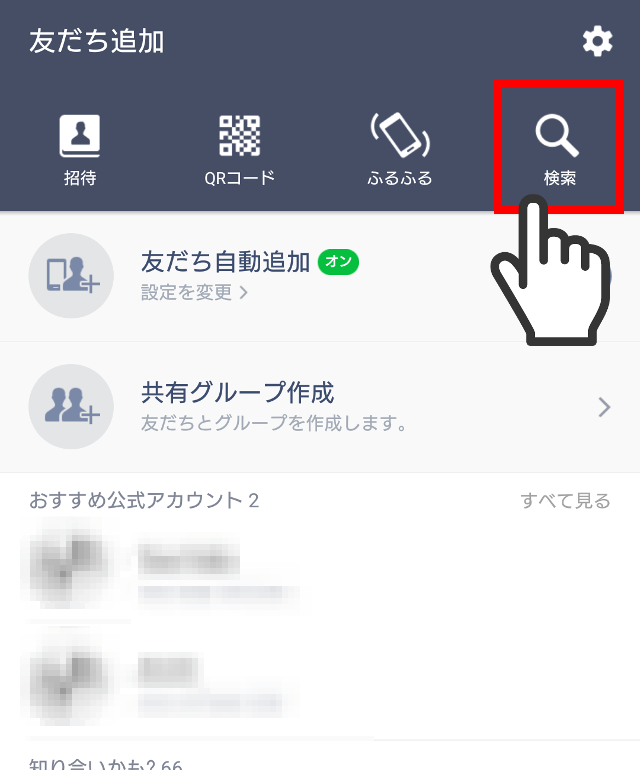 友だち追加
招待
QRコード
ふるふる
検索
友だち自動追加 オン
設定を変更
共有グループ作成
友だちとグループを作成します。
おすすめ公式アカウント 2
すべて見る
知り合いかも? 66